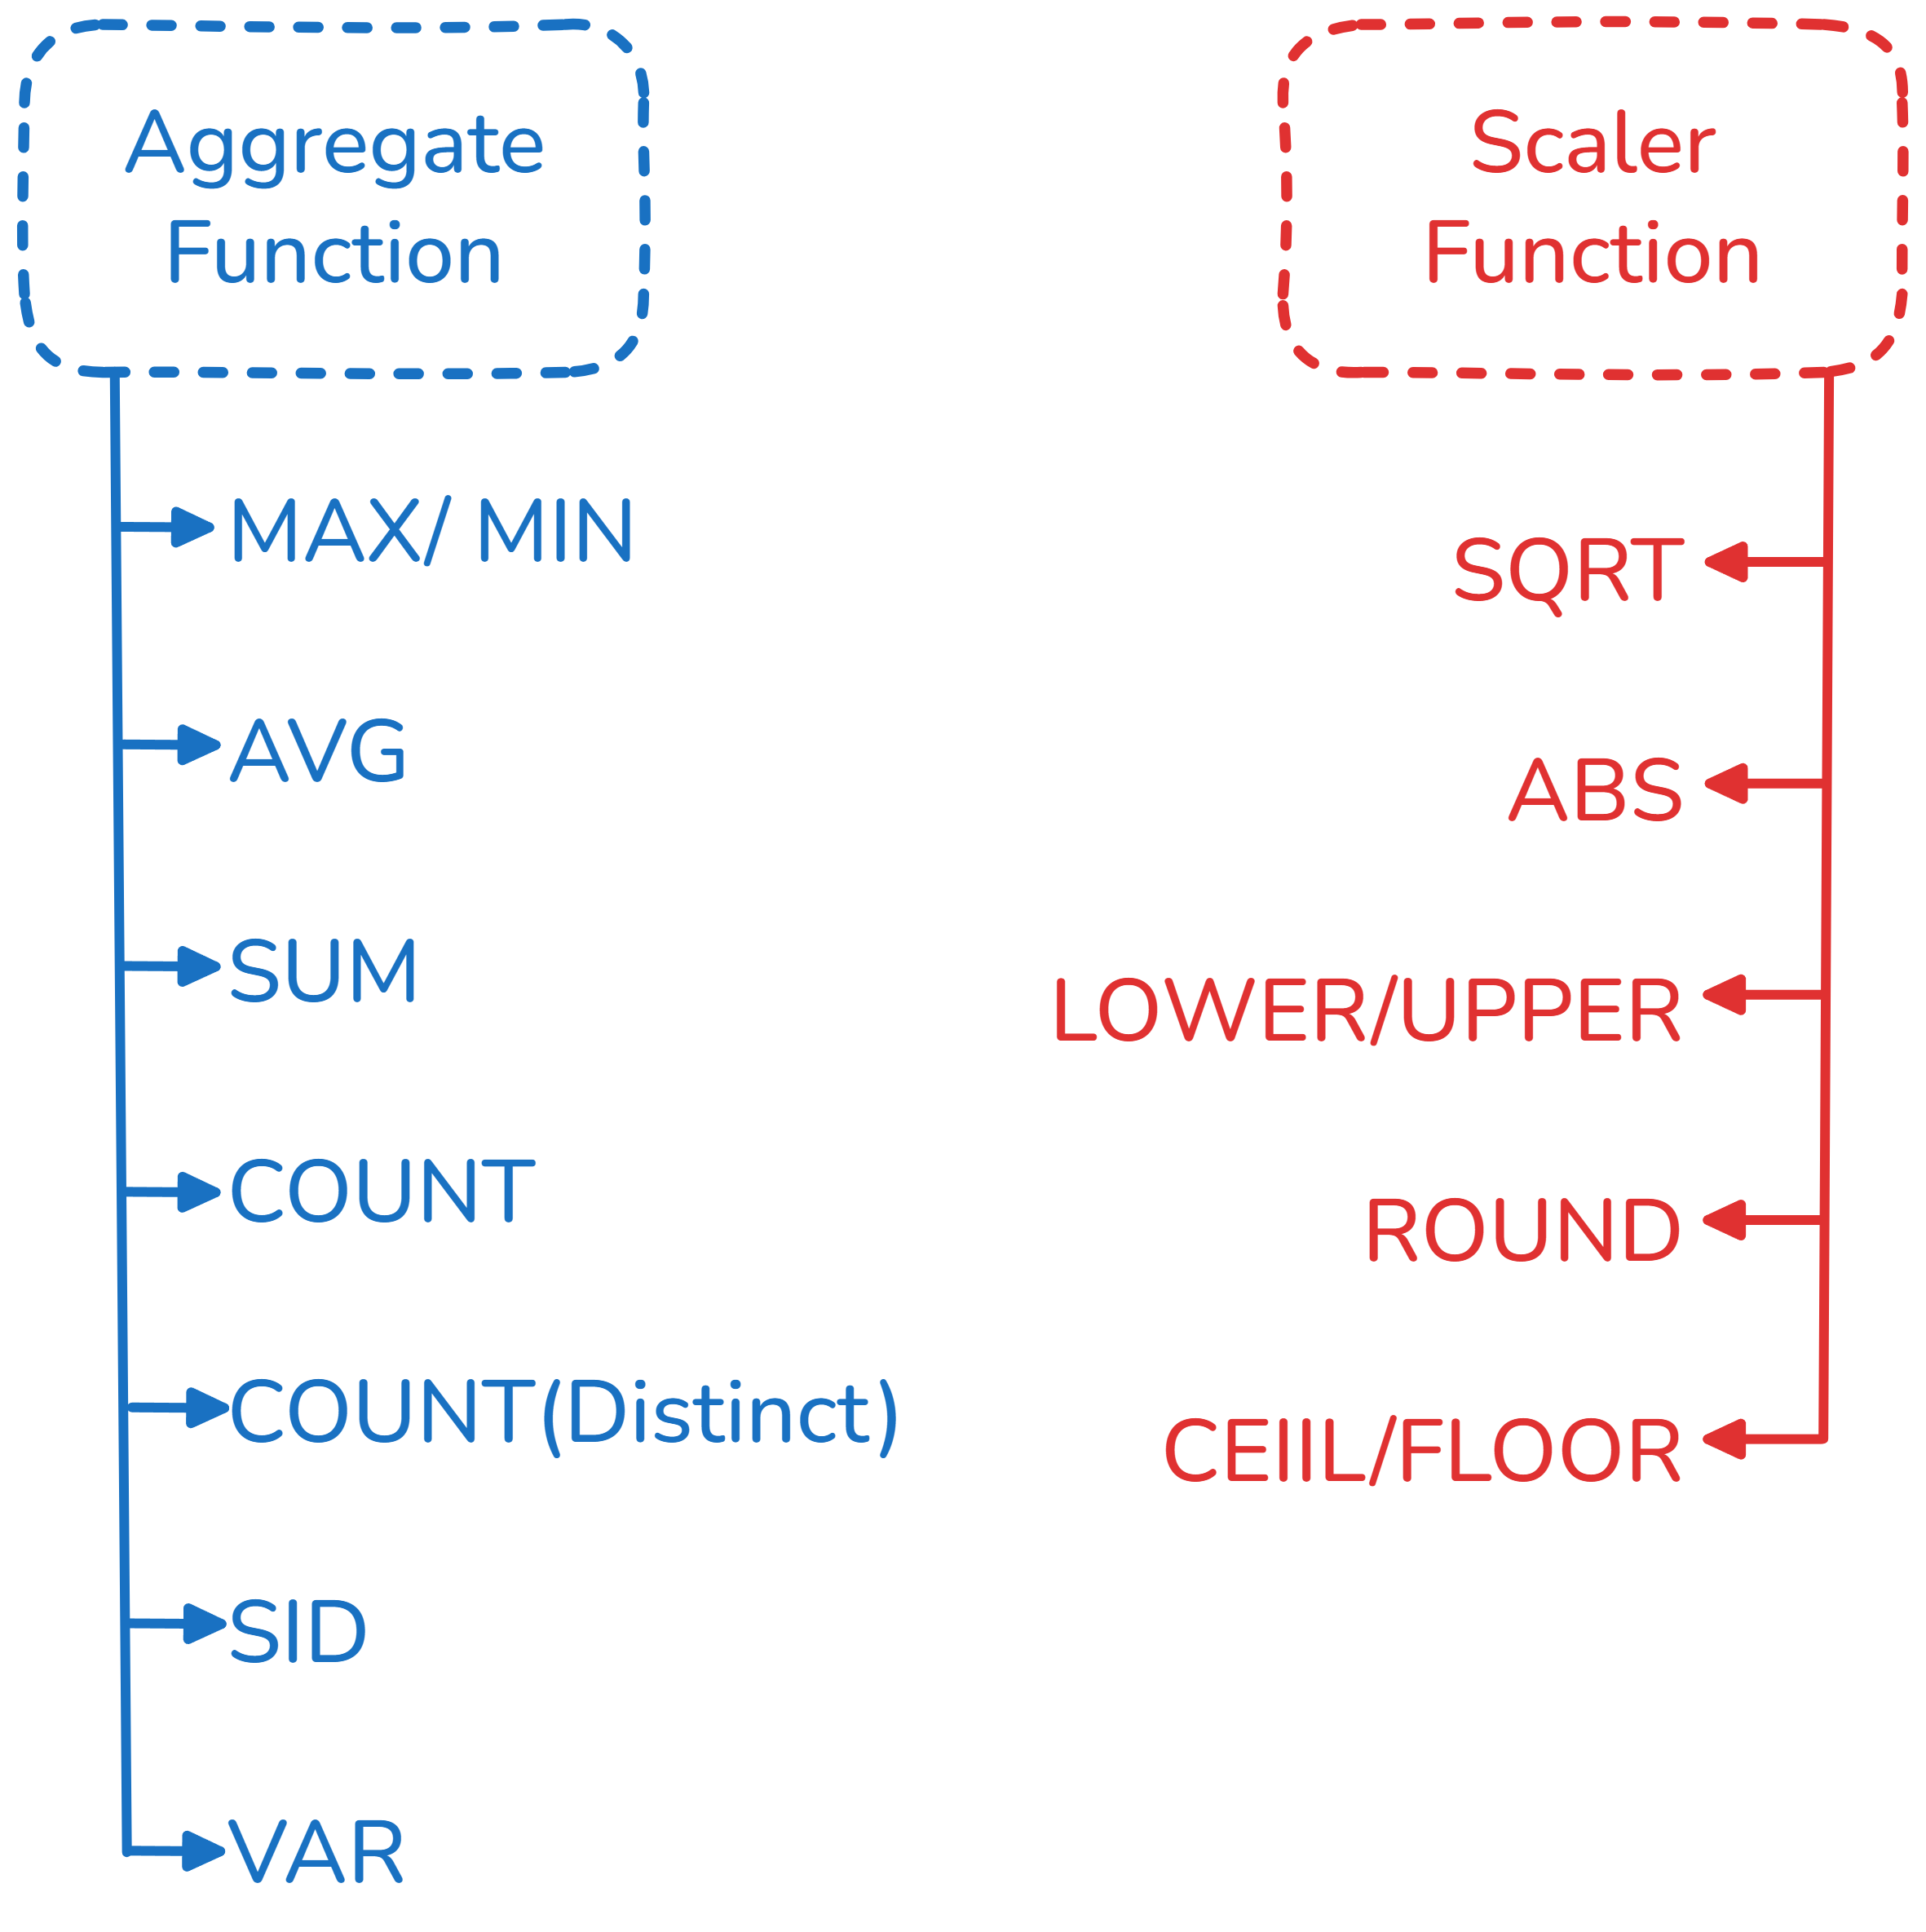 Aggregate
Function
MAX/ MIN
AVG
SUM
COUNT
COUNT(Distinct)
SID
VAR
Scaler
Function
SQRT
ABS
LOWER/UPPER
ROUND
CEIIL/FLOOR